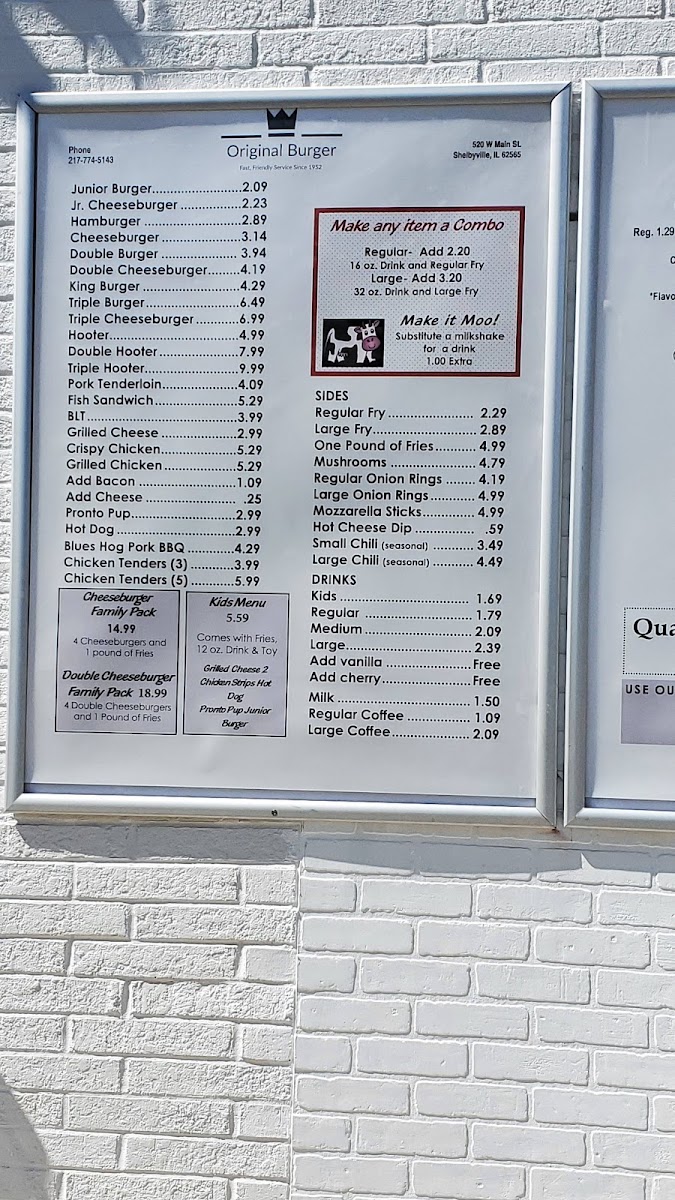 Phone
217-774-5143
Original Burger
Fast, Friendly Service Since 1952
520 W Main St.
Shelbyville, IL 62565
Junior Burger.....................2.09
Jr. Cheeseburger ..............2.23
Hamburger ......................2.89
Cheeseburger ..................3.14
Double Burger ................. 3.94
Double Cheeseburger........4.19
King Burger ......................4.29
Triple Burger......................6.49
Triple Cheeseburger ...........6.99
Hooter..............................4.99
Double Hooter...................7.99
Triple Hooter......................9.99
Pork Tenderloin..................4.09
Fish Sandwich....................5.29
BLT...................................3.99
Grilled Cheese ..................2.99
Crispy Chicken..................5.29
Grilled Chicken..................5.29
Add Bacon .......................1.09
Add Cheese ..................... .25
Pronto Pup........................2.99
Hot Dog ...........................2.99
Blues Hog Pork BBQ ...........4.29
Chicken Tenders (3) ...........3.99
Chicken Tenders (5) ...........5.99
Cheeseburger
Family Pack
14.99
4 Cheeseburgers and
1 pound of Fries
Double Cheeseburger
Family Pack 18.99
4 Double Cheeseburgers
and 1 Pound of Fries
Kids Menu
5.59
Comes with Fries,
12 oz. Drink & Toy
Grilled Cheese 2
Chicken Strips Hot
Dog
Pronto Pup Junior
Burger
Make any item a Combo
Regular- Add 2.20
16 oz. Drink and Regular Fry
Large- Add 3.20
32 oz. Drink and Large Fry
Make it Moo!
Substitute a milkshake
for a drink
1.00 Extra
SIDES
Regular Fry .................... 2.29
Large Fry........................ 2.89
One Pound of Fries.......... 4.99
Mushrooms .................... 4.79
Regular Onion Rings ....... 4.19
Large Onion Rings........... 4.99
Mozzarella Sticks............. 4.99
Hot Cheese Dip .............. .59
Small Chili (seasonal) .......... 3.49
Large Chili (seasonal) .......... 4.49
DRINKS
Kids ................................ 1.69
Regular .......................... 1.79
Medium .......................... 2.09
Large.............................. 2.39
Add vanilla ..................... Free
Add cherry...................... Free
Milk ................................ 1.50
Regular Coffee ................ 1.09
Large Coffee................... 2.09
Reg. 1.29
*Flavo
Qua
USE OU